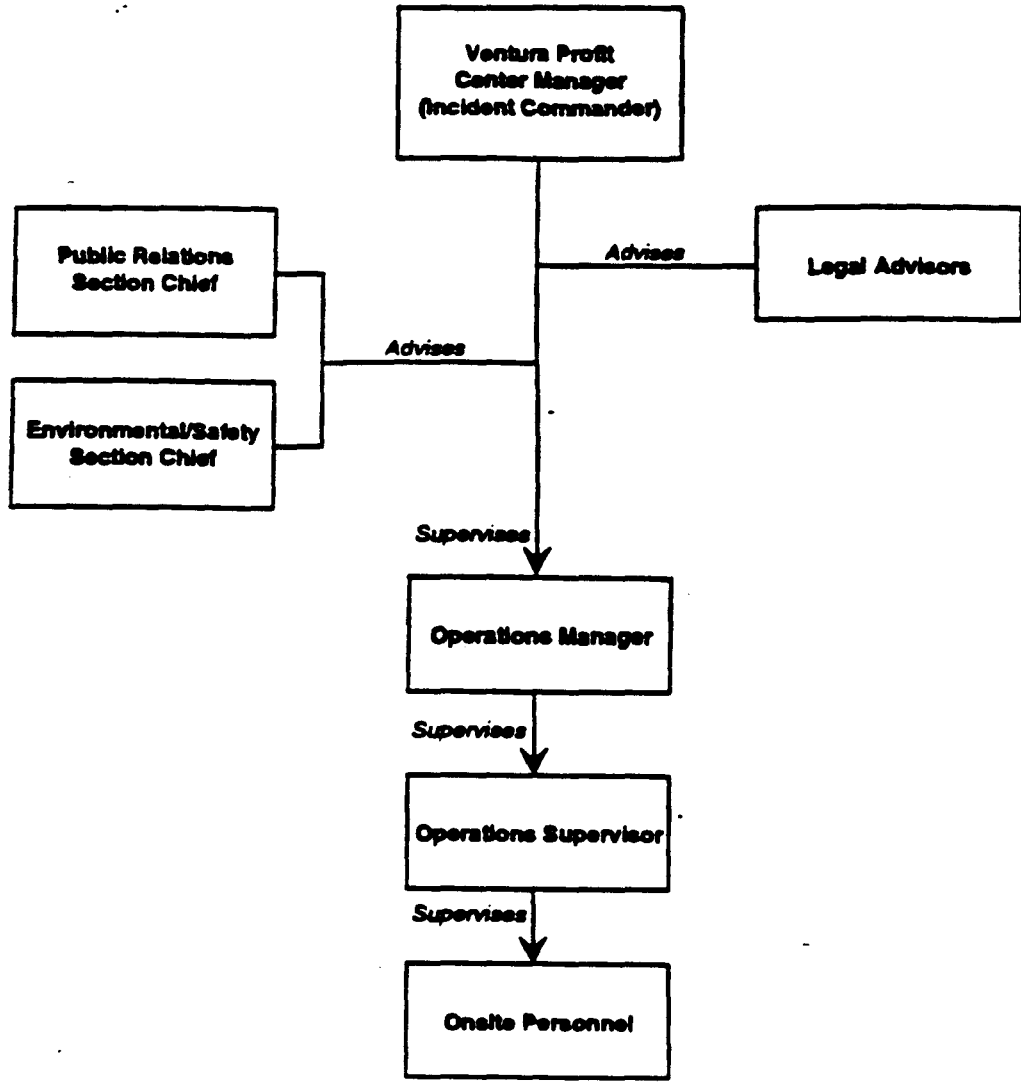 Ventura Profit
Center Manager
(Incident Commander)
Public Relations
Section Chief
Advises
Legal Advisors
Advises
Environmental/Safety
Section Chief
Supervises
Operations Manager
Supervises
Operations Supervisor
Supervises
Onsite Personnel